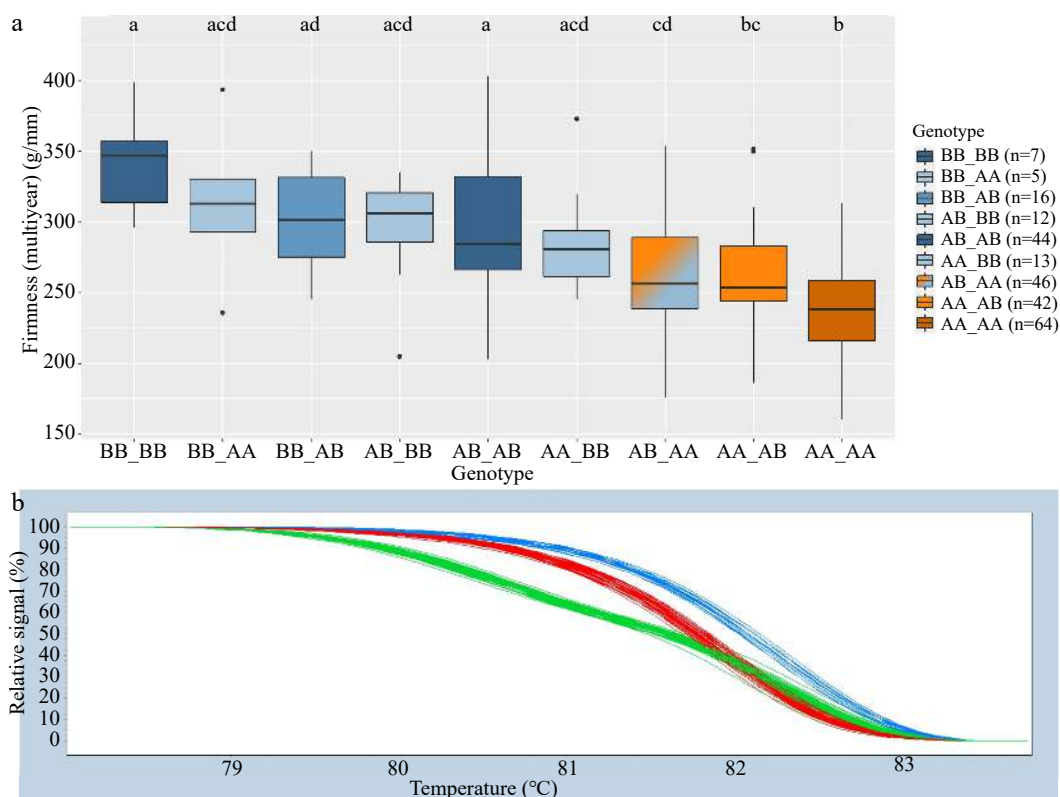 a
a acd ad acd a acd cd bc b
Firmness (multiyear) (g/mm)
400
350
300
250
200
150
BB_BB BB_AA BB_AB AB_BB AB_AB AA_BB AB_AA AA_AB AA_AA
Genotype
Genotype
BB_BB (n=7)
BB_AA (n=5)
BB_AB (n=16)
AB_BB (n=12)
AB_AB (n=44)
AA_BB (n=13)
AB_AA (n=46)
AA_AB (n=42)
AA_AA (n=64)
b
Relative signal (%)
100
90
80
70
60
50
40
30
20
10
0
79 80 81 82 83
Temperature (°C)